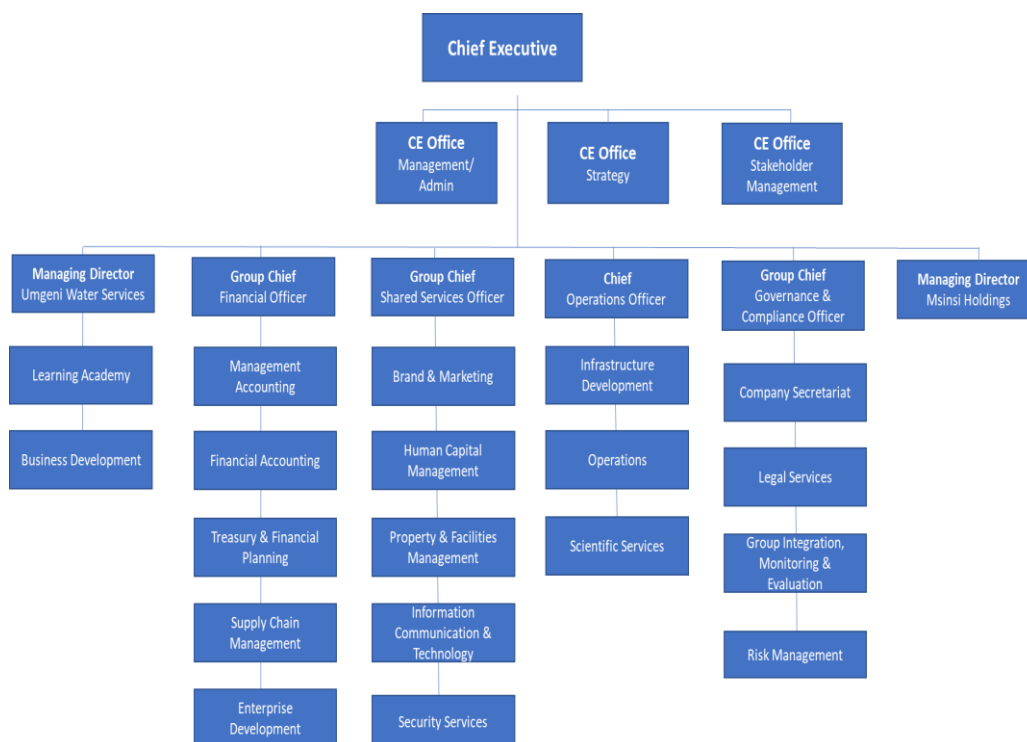 Chief Executive
CE Office
Management/
Admin
CE Office
Strategy
CE Office
Stakeholder
Management
Managing Director
Umgeni Water Services
Group Chief
Financial Officer
Group Chief
Shared Services Officer
Chief
Operations Officer
Group Chief
Governance &
Compliance Officer
Managing Director
Msinsi Holdings
Learning Academy
Business Development
Management
Accounting
Financial Accounting
Treasury & Financial
Planning
Supply Chain
Management
Enterprise
Development
Brand & Marketing
Human Capital
Management
Property & Facilities
Management
Information
Communication &
Technology
Security Services
Infrastructure
Development
Operations
Scientific Services
Company Secretariat
Legal Services
Group Integration,
Monitoring &
Evaluation
Risk Management